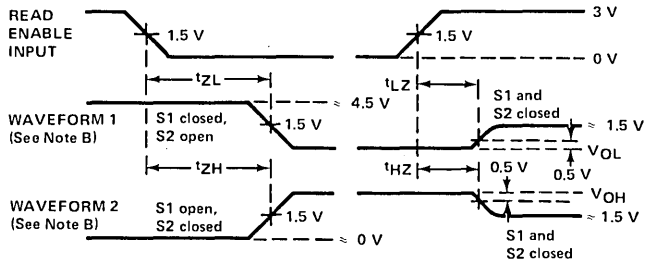 READ
ENABLE
INPUT
1.5 V
1.5 V
3 V
0 V
tZL
tLZ
WAVEFORM 1
(See Note B)
S1 closed,
S2 open
≈ 4.5 V
1.5 V
S1 and
S2 closed
≈ 1.5 V
VOL
0.5 V
tZH
tHZ
0.5 V
WAVEFORM 2
(See Note B)
S1 open,
S2 closed
1.5 V
≈ 0 V
VOH
≈ 1.5 V
S1 and
S2 closed